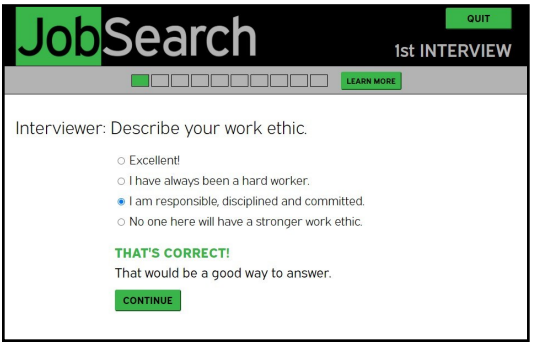 JobSearch
QUIT
1st INTERVIEW
LEARN MORE
Interviewer: Describe your work ethic.
Excellent!
I have always been a hard worker.
I am responsible, disciplined and committed.
No one here will have a stronger work ethic.
THAT'S CORRECT!
That would be a good way to answer.
CONTINUE